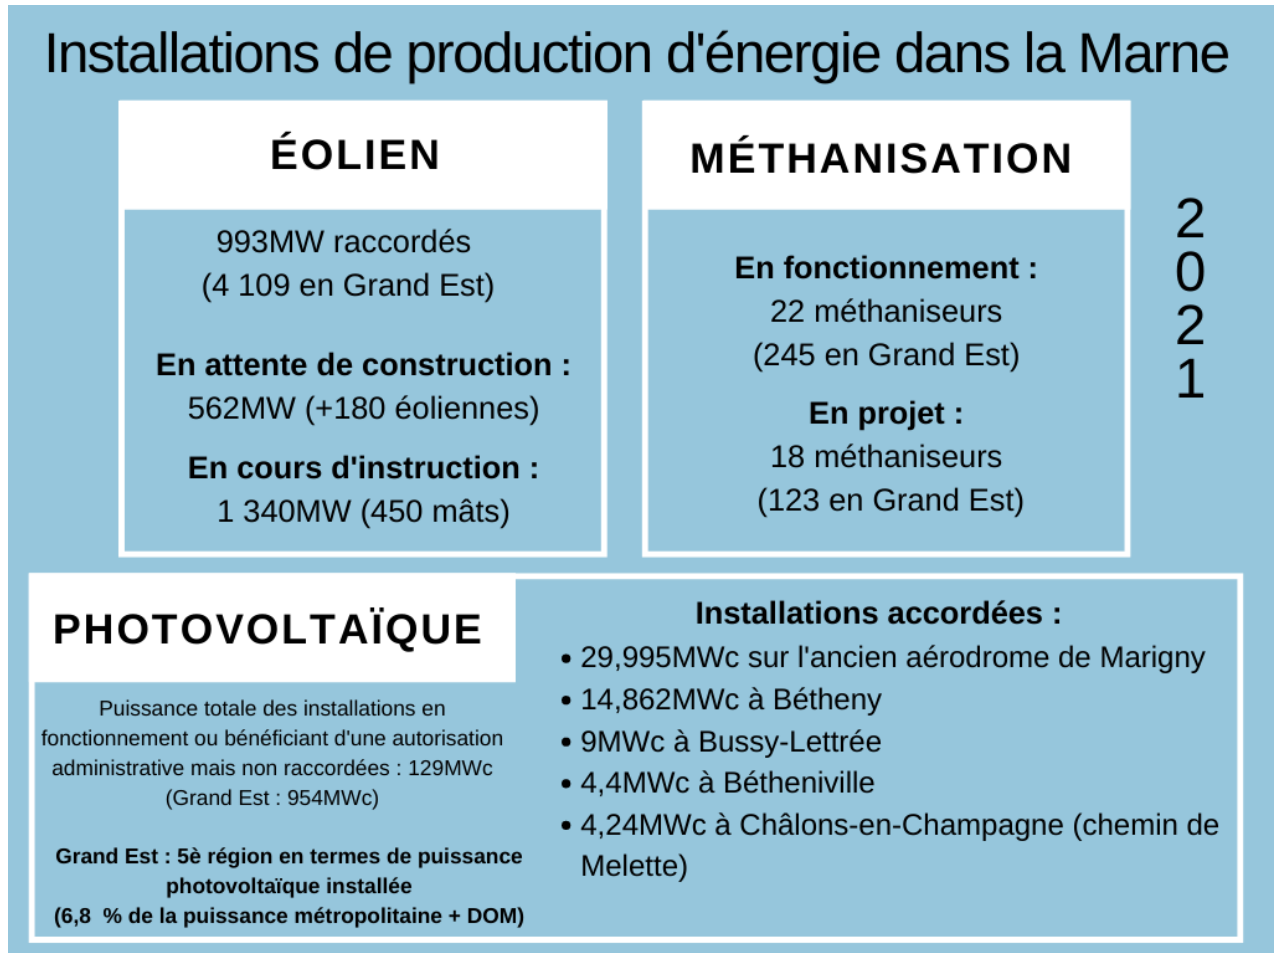 Installations de production d'énergie dans la Marne
ÉOLIEN
993MW raccordés
(4 109 en Grand Est)
En attente de construction :
562MW (+180 éoliennes)
En cours d'instruction :
1 340MW (450 mâts)
MÉTHANISATION
En fonctionnement :
22 méthaniseurs
(245 en Grand Est)
En projet :
18 méthaniseurs
(123 en Grand Est)
2
0
2
1
PHOTOVOLTAÏQUE
Puissance totale des installations en
fonctionnement ou bénéficiant d'une autorisation
administrative mais non raccordées : 129MWc
(Grand Est : 954MWc)
Grand Est : 5è région en termes de puissance
photovoltaïque installée
(6,8 % de la puissance métropolitaine + DOM)
Installations accordées :
• 29,995MWc sur l'ancien aérodrome de Marigny
• 14,862MWc à Bétheny
• 9MWc à Bussy-Lettrée
• 4,4MWc à Bétheniville
• 4,24MWc à Châlons-en-Champagne (chemin de
Melette)